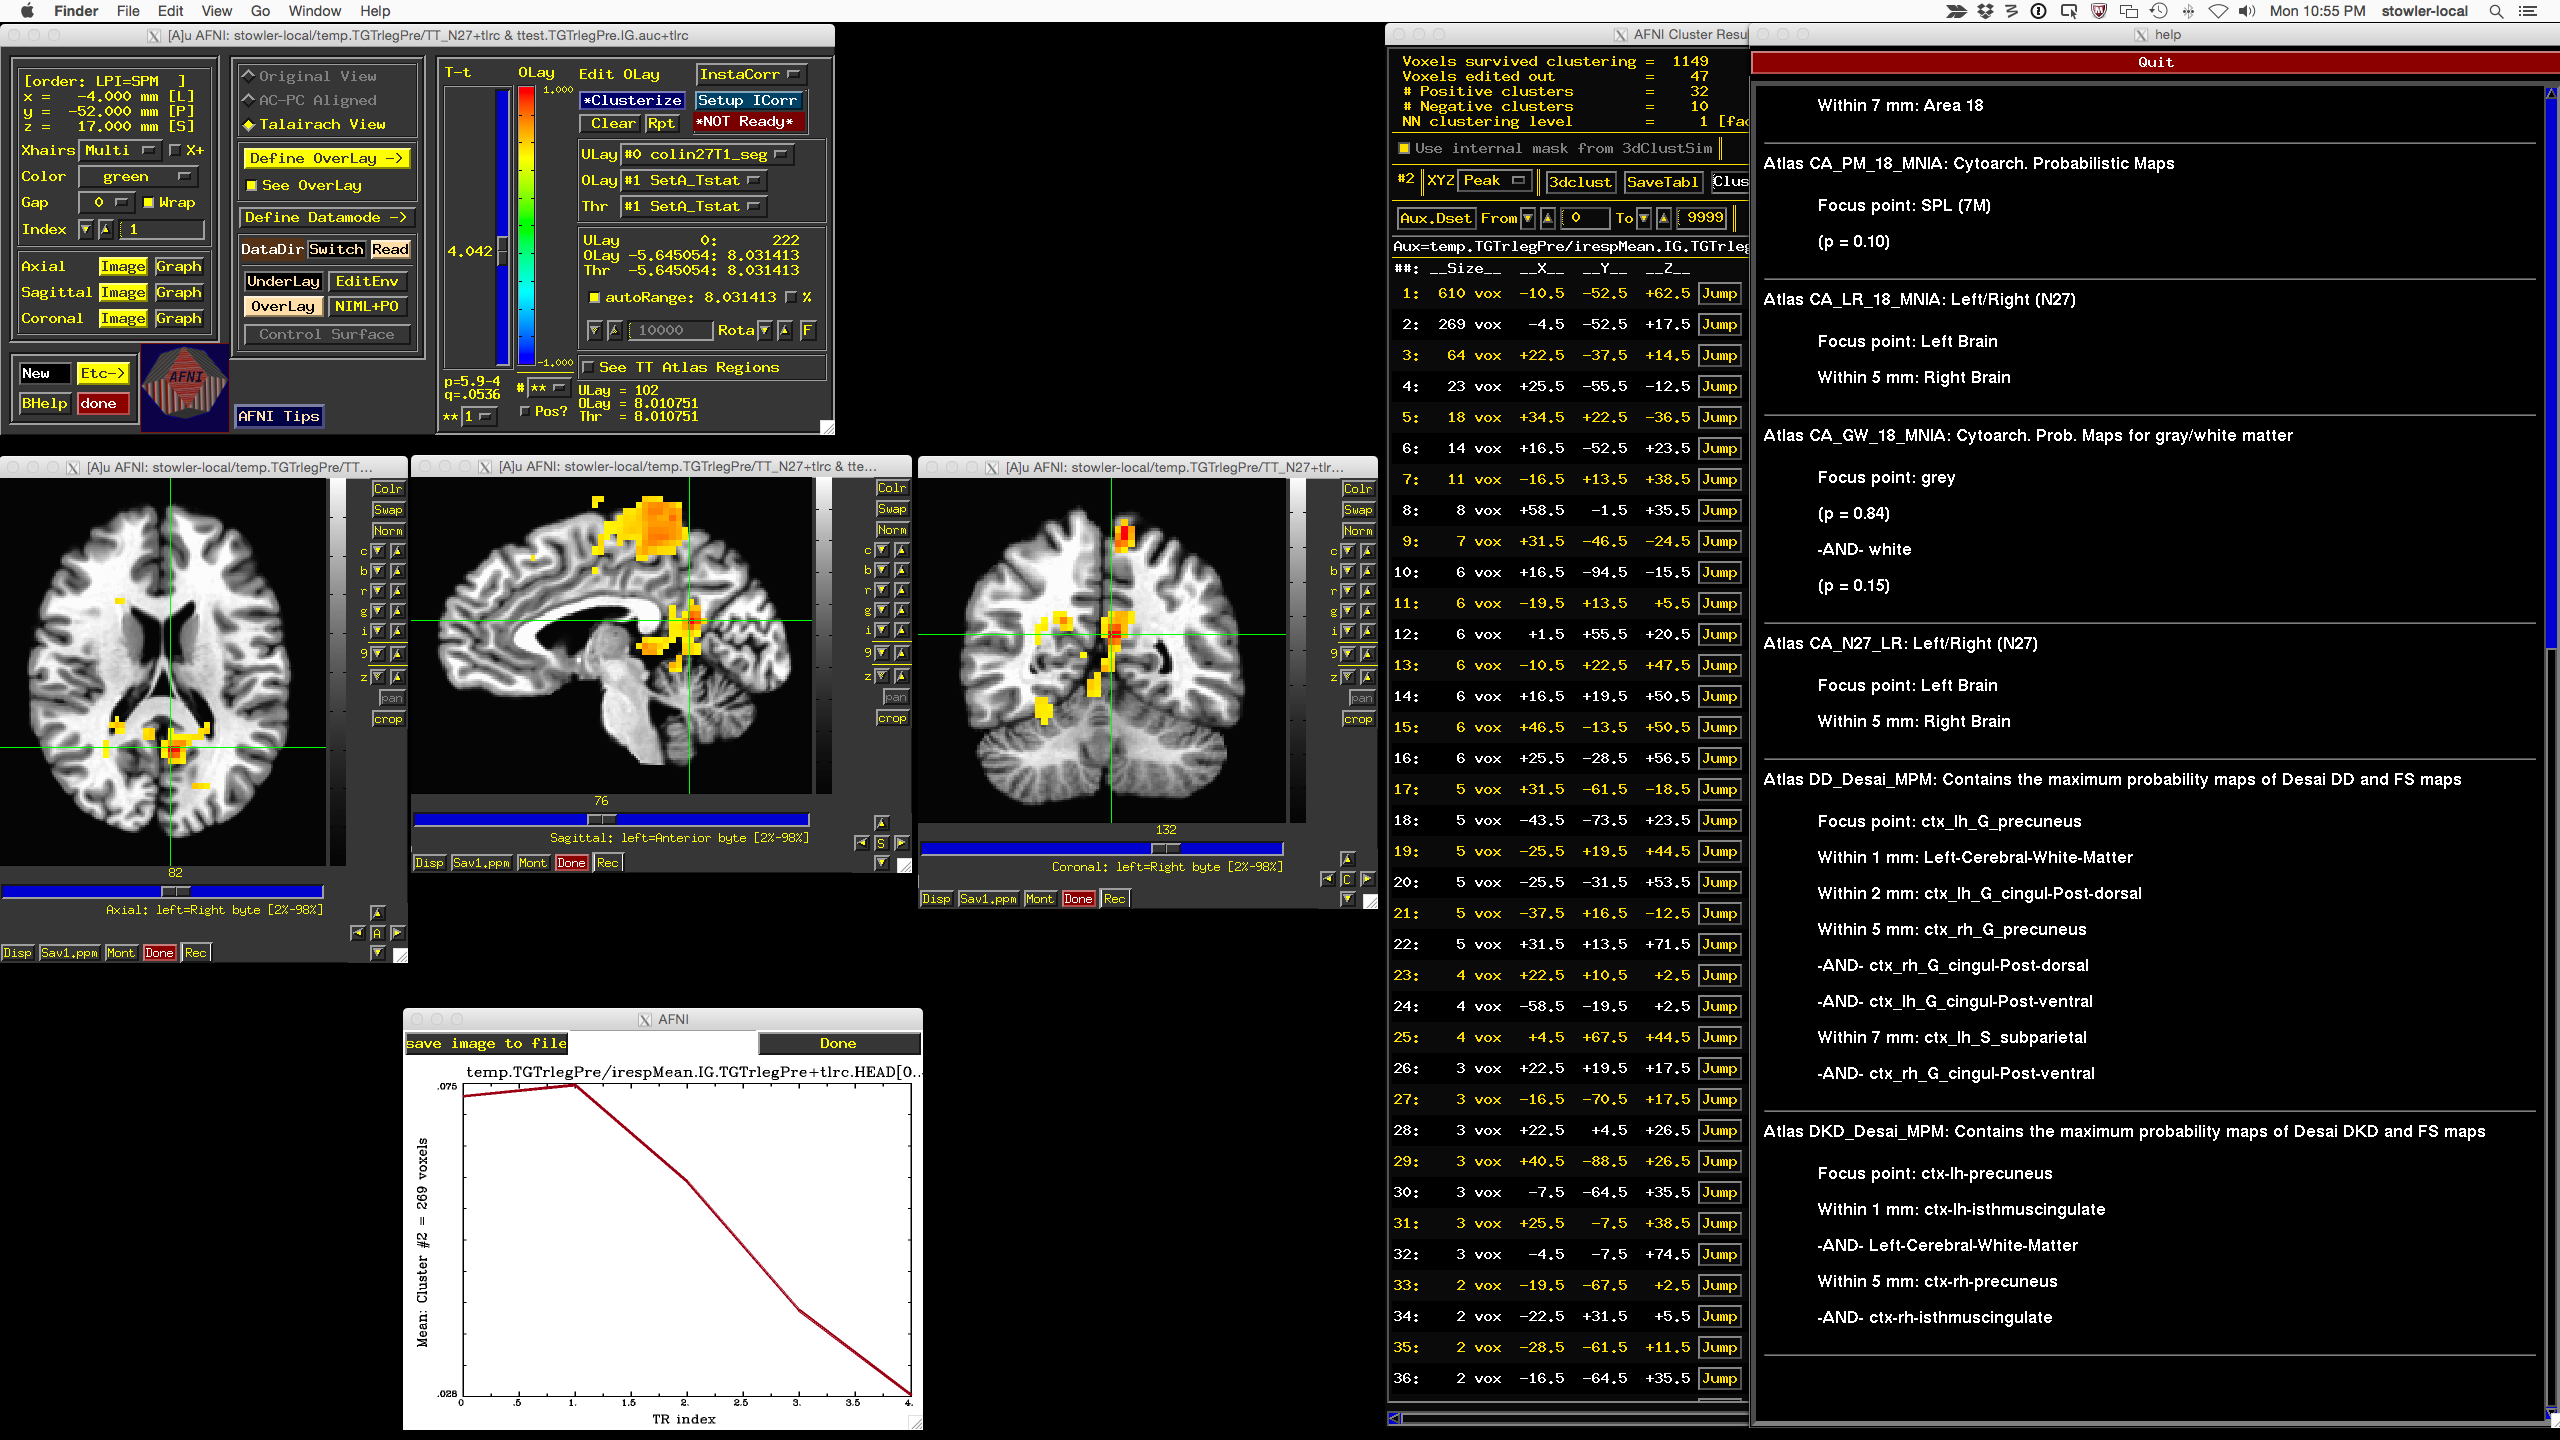 Finder File Edit View Go Window Help
Mon 10:55 PM stowler-local
[A]u AFNI: stowler-local/temp.TGTrlegPre/TT_N27+tlrc & ttest.TGTrlegPre.IG.auc+tlrc
[order: LPI=SPM ]
x = -4.000 mm [L]
y = -52.000 mm [P]
z = 17.000 mm [S]
Xhairs Multi X+
Color green
Gap 0 Wrap
Index 1
Axial Image Graph
Sagittal Image Graph
Coronal Image Graph
New Etc->
BHelp done
AFNI
Original View
AC-PC Aligned
Talairach View
Define OverLay ->
See OverLay
Define Datamode ->
DataDir Switch Read
UnderLay EditEnv
OverLay NIML+PO
Control Surface
AFNI Tips
T-t
4.042
p=5.9-4
q=.0536
** 1
OLay
1.000
-1.000
# **
Pos?
Edit OLay InstaCorr
*Clusterize Setup ICorr
Clear Rpt *NOT Ready*
ULay #0 colin27T1_seg
OLay #1 SetA_Tstat
Thr #1 SetA_Tstat
ULay 0: 222
OLay -5.645054: 8.031413
Thr -5.645054: 8.031413
autoRange: 8.031413 %
10000 Rota F
See TT Atlas Regions
ULay = 102
OLay = 8.010751
Thr = 8.010751
[A]u AFNI: stowler-local/temp.TGTrlegPre/TT...
Colr
Swap
Norm
c
b
r
g
i
9
z
pan
crop
82
Axial: left=Right byte [2%-98%]
Disp Sav1.ppm Mont Done Rec
A
[A]u AFNI: stowler-local/temp.TGTrlegPre/TT_N27+tlrc & tte...
Colr
Swap
Norm
c
b
r
g
i
9
z
pan
crop
76
Sagittal: left=Anterior byte [2%-98%]
Disp Sav1.ppm Mont Done Rec
S
[A]u AFNI: stowler-local/temp.TGTrlegPre/TT_N27+tlr...
Colr
Swap
Norm
c
b
r
g
i
9
z
pan
crop
132
Coronal: left=Right byte [2%-98%]
Disp Sav1.ppm Mont Done Rec
C
AFNI
save image to file Done
temp.TGTrlegPre/irespMean.IG.TGTrlegPre+tlrc.HEAD[0..
.075
Mean: Cluster #2 = 269 voxels
.028
0 .5 1. 1.5 2. 2.5 3. 3.5 4.
TR index
AFNI Cluster Resu
Voxels survived clustering = 1149
Voxels edited out = 47
# Positive clusters = 32
# Negative clusters = 10
NN clustering level = 1 [fac
Use internal mask from 3dClustSim
#2 XYZ Peak 3dclust SaveTabl Clus
Aux.Dset From 0 To 9999
Aux=temp.TGTrlegPre/irespMean.IG.TGTrleg
##: __Size__ __X__ __Y__ __Z__
1: 610 vox -10.5 -52.5 +62.5 Jump
2: 269 vox -4.5 -52.5 +17.5 Jump
3: 64 vox +22.5 -37.5 +14.5 Jump
4: 23 vox +25.5 -55.5 -12.5 Jump
5: 18 vox +34.5 +22.5 -36.5 Jump
6: 14 vox +16.5 -52.5 +23.5 Jump
7: 11 vox -16.5 +13.5 +38.5 Jump
8: 8 vox +58.5 -1.5 +35.5 Jump
9: 7 vox +31.5 -46.5 -24.5 Jump
10: 6 vox +16.5 -94.5 -15.5 Jump
11: 6 vox -19.5 +13.5 +5.5 Jump
12: 6 vox +1.5 +55.5 +20.5 Jump
13: 6 vox -10.5 +22.5 +47.5 Jump
14: 6 vox +16.5 +19.5 +50.5 Jump
15: 6 vox +46.5 -13.5 +50.5 Jump
16: 6 vox +25.5 -28.5 +56.5 Jump
17: 5 vox +31.5 -61.5 -18.5 Jump
18: 5 vox -43.5 -73.5 +23.5 Jump
19: 5 vox -25.5 +19.5 +44.5 Jump
20: 5 vox -25.5 -31.5 +53.5 Jump
21: 5 vox -37.5 +16.5 -12.5 Jump
22: 5 vox +31.5 +13.5 +71.5 Jump
23: 4 vox +22.5 +10.5 +2.5 Jump
24: 4 vox -58.5 -19.5 +2.5 Jump
25: 4 vox +4.5 +67.5 +44.5 Jump
26: 3 vox +22.5 +19.5 +17.5 Jump
27: 3 vox -16.5 -70.5 +17.5 Jump
28: 3 vox +22.5 +4.5 +26.5 Jump
29: 3 vox +40.5 -88.5 +26.5 Jump
30: 3 vox -7.5 -64.5 +35.5 Jump
31: 3 vox +25.5 -7.5 +38.5 Jump
32: 3 vox -4.5 -7.5 +74.5 Jump
33: 2 vox -19.5 -67.5 +2.5 Jump
34: 2 vox -22.5 +31.5 +5.5 Jump
35: 2 vox -28.5 -61.5 +11.5 Jump
36: 2 vox -16.5 -64.5 +35.5 Jump
help
Quit
Within 7 mm: Area 18
Atlas CA_PM_18_MNIA: Cytoarch. Probabilistic Maps
Focus point: SPL (7M)
(p = 0.10)
Atlas CA_LR_18_MNIA: Left/Right (N27)
Focus point: Left Brain
Within 5 mm: Right Brain
Atlas CA_GW_18_MNIA: Cytoarch. Prob. Maps for gray/white matter
Focus point: grey
(p = 0.84)
-AND- white
(p = 0.15)
Atlas CA_N27_LR: Left/Right (N27)
Focus point: Left Brain
Within 5 mm: Right Brain
Atlas DD_Desai_MPM: Contains the maximum probability maps of Desai DD and FS maps
Focus point: ctx_lh_G_precuneus
Within 1 mm: Left-Cerebral-White-Matter
Within 2 mm: ctx_lh_G_cingul-Post-dorsal
Within 5 mm: ctx_rh_G_precuneus
-AND- ctx_rh_G_cingul-Post-dorsal
-AND- ctx_lh_G_cingul-Post-ventral
Within 7 mm: ctx_lh_S_subparietal
-AND- ctx_rh_G_cingul-Post-ventral
Atlas DKD_Desai_MPM: Contains the maximum probability maps of Desai DKD and FS maps
Focus point: ctx-lh-precuneus
Within 1 mm: ctx-lh-isthmuscingulate
-AND- Left-Cerebral-White-Matter
Within 5 mm: ctx-rh-precuneus
-AND- ctx-rh-isthmuscingulate